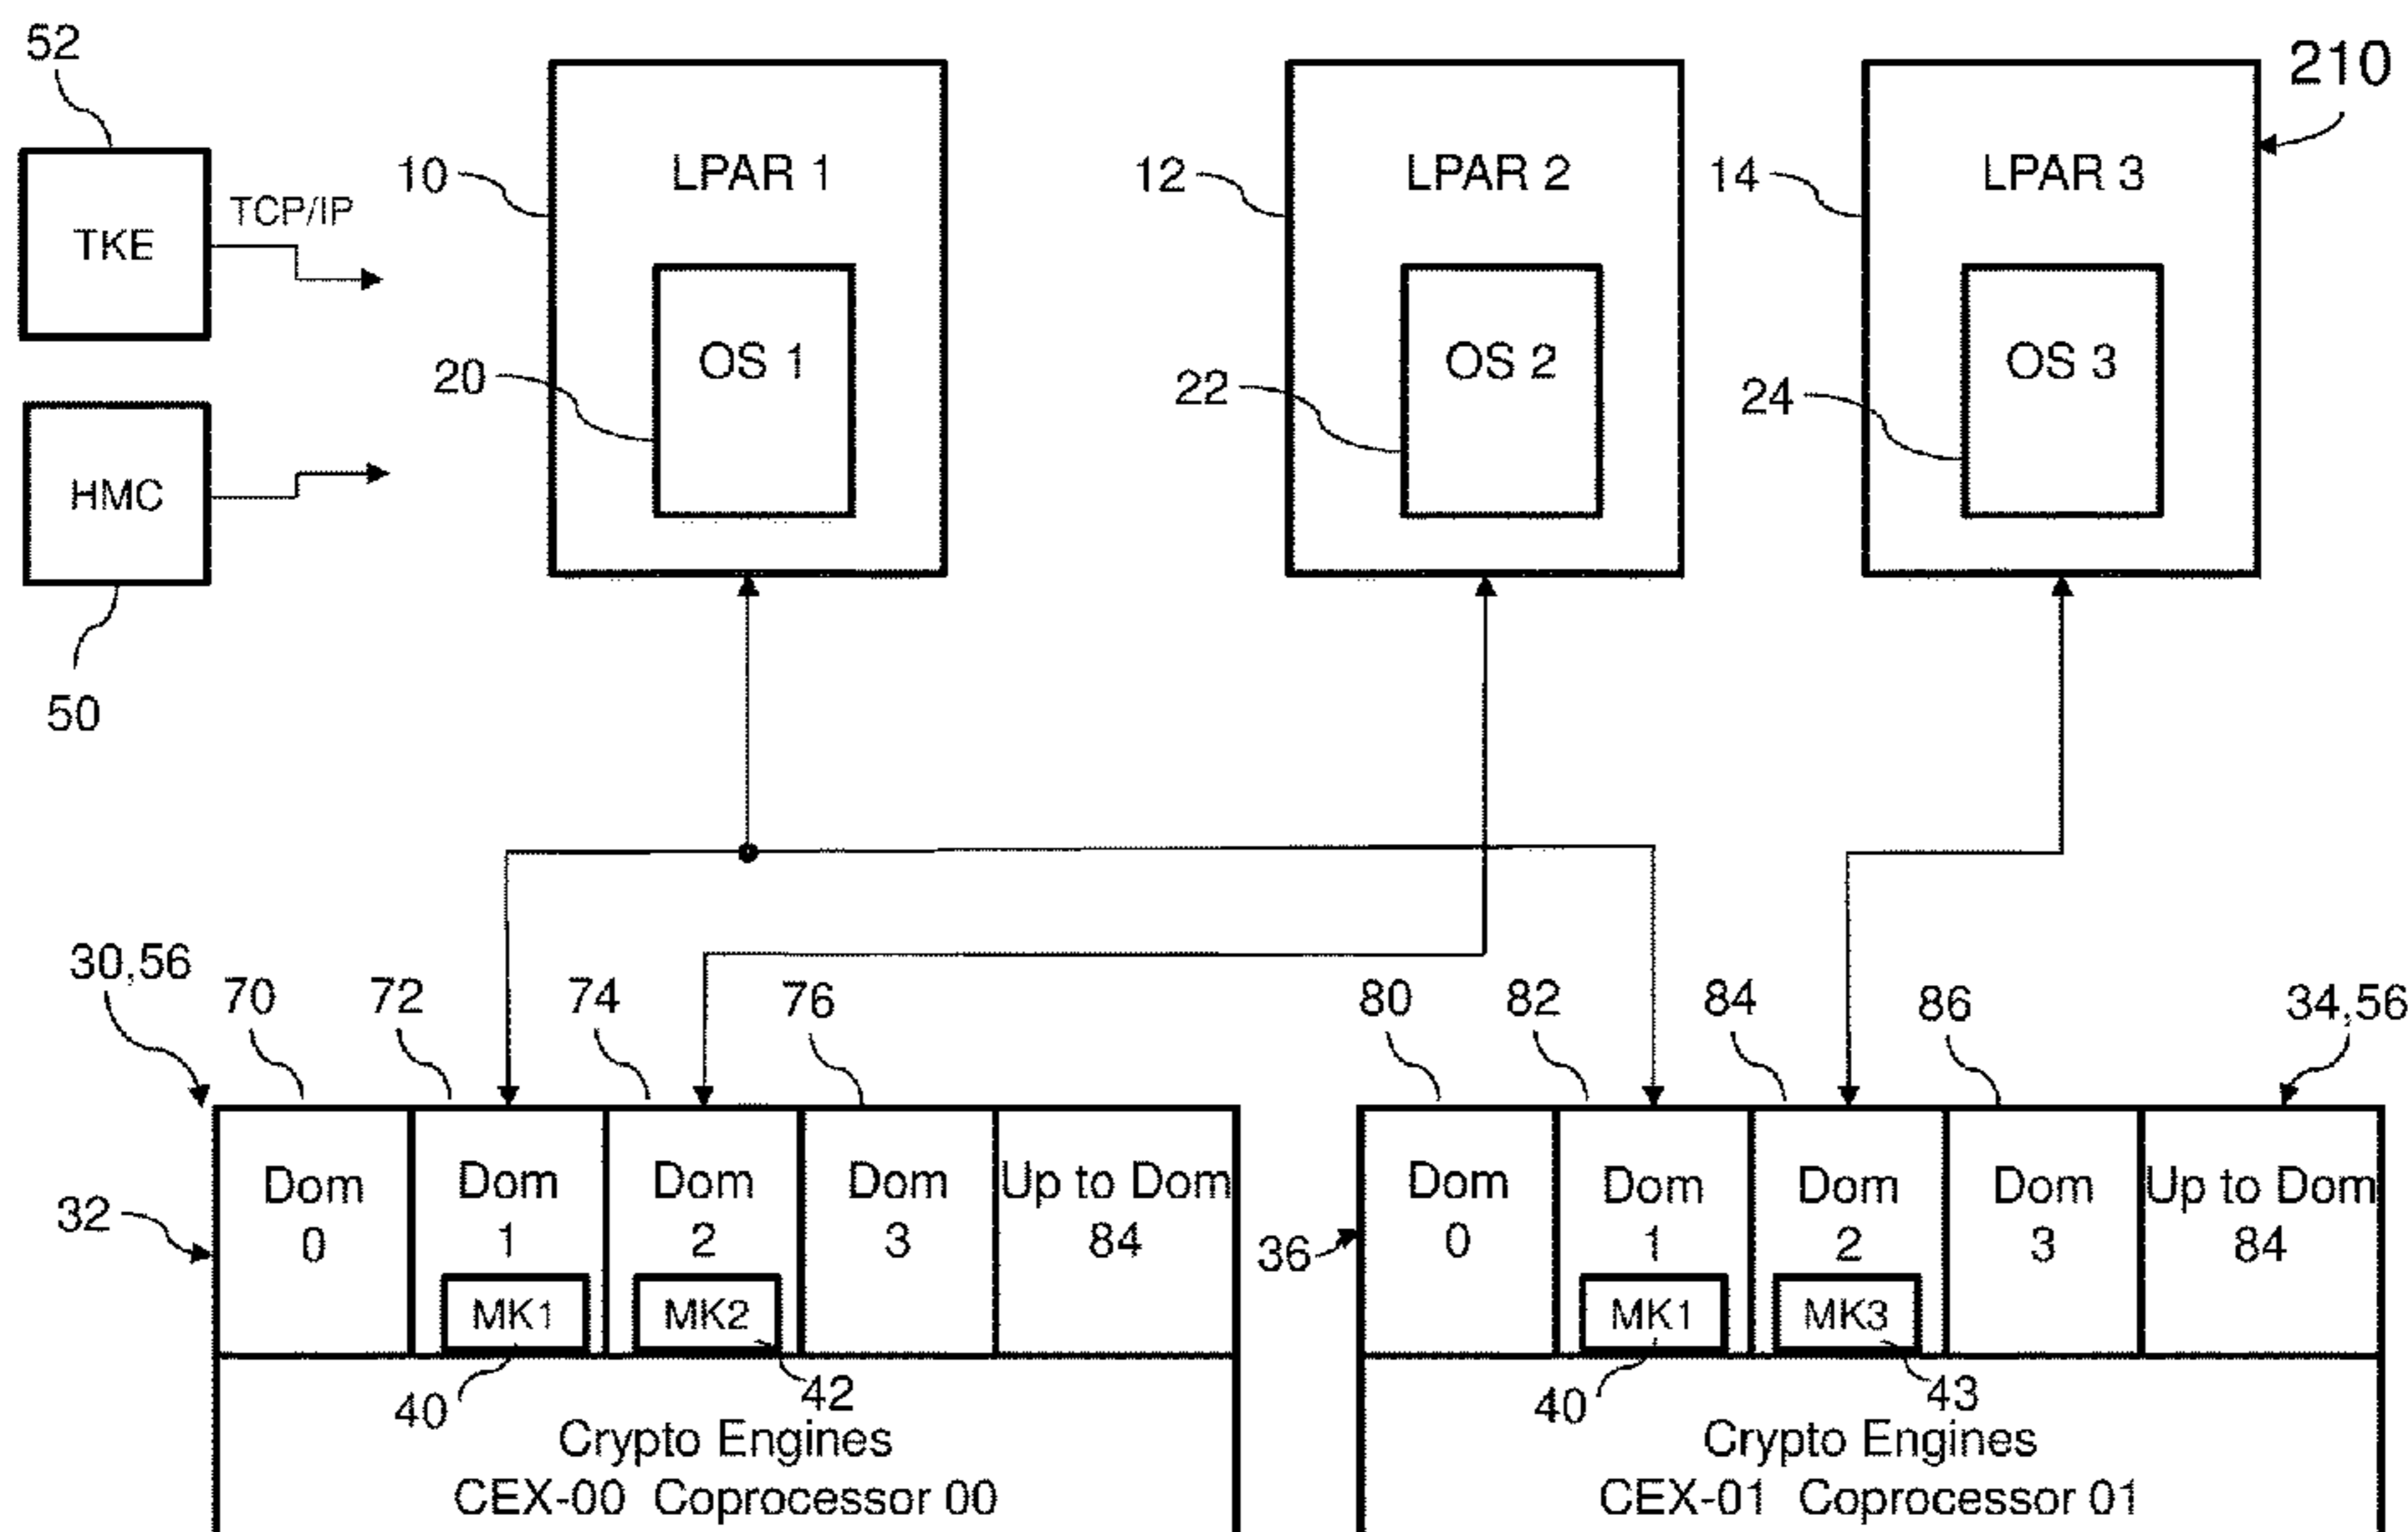 52
210
LPAR 1
LPAR 2
LPAR 3
10
12
14
TCP/IP
TKE
OS 1
OS 2
OS 3
20
22
24
HMC
50
30,56
70
72
74
76
80
82
84
86
34,56
Dom
0
Dom
1
Dom
2
Dom
3
Up to Dom
84
Dom
0
Dom
1
Dom
2
Dom
3
Up to Dom
84
32
36
MK1
MK2
MK1
MK3
40
42
40
43
Crypto Engines
CEX-00 Coprocessor 00
Crypto Engines
CEX-01 Coprocessor 01